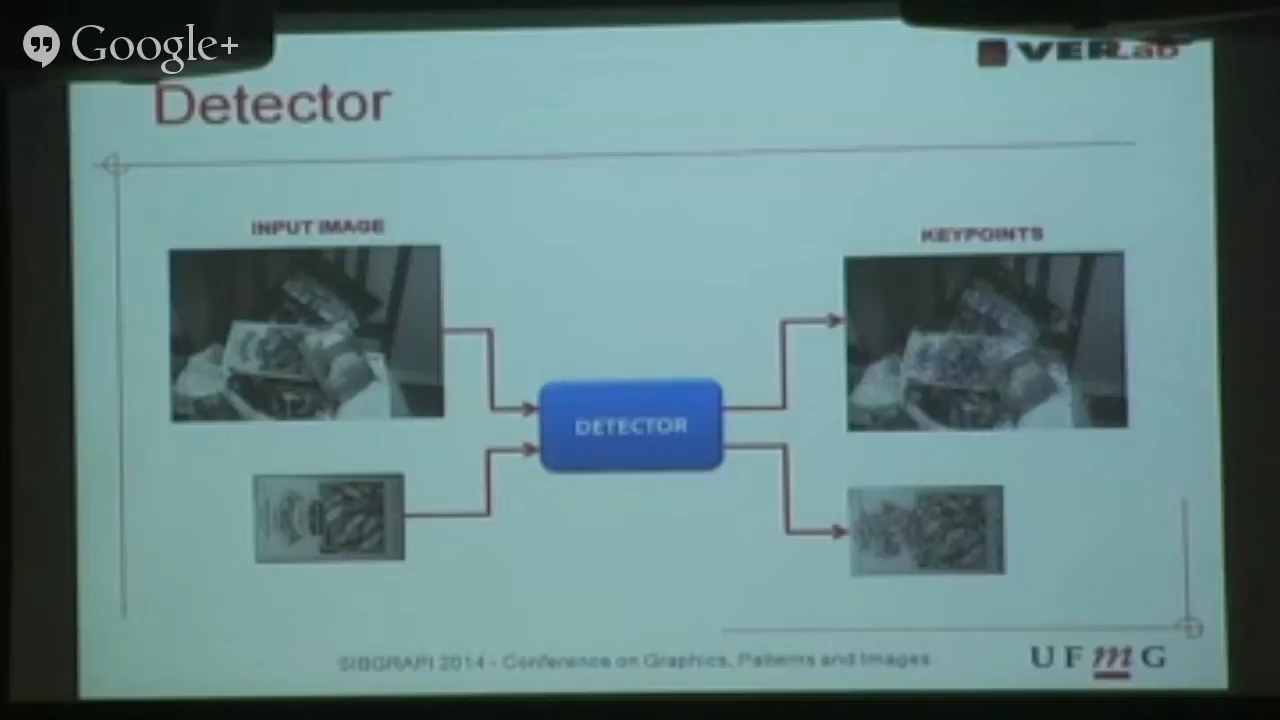 Google+
VERLab
Detector
INPUT IMAGE
KEYPOINTS
DETECTOR
SIBGRAPI 2014 - Conference on Graphics, Patterns and Images
UFmG